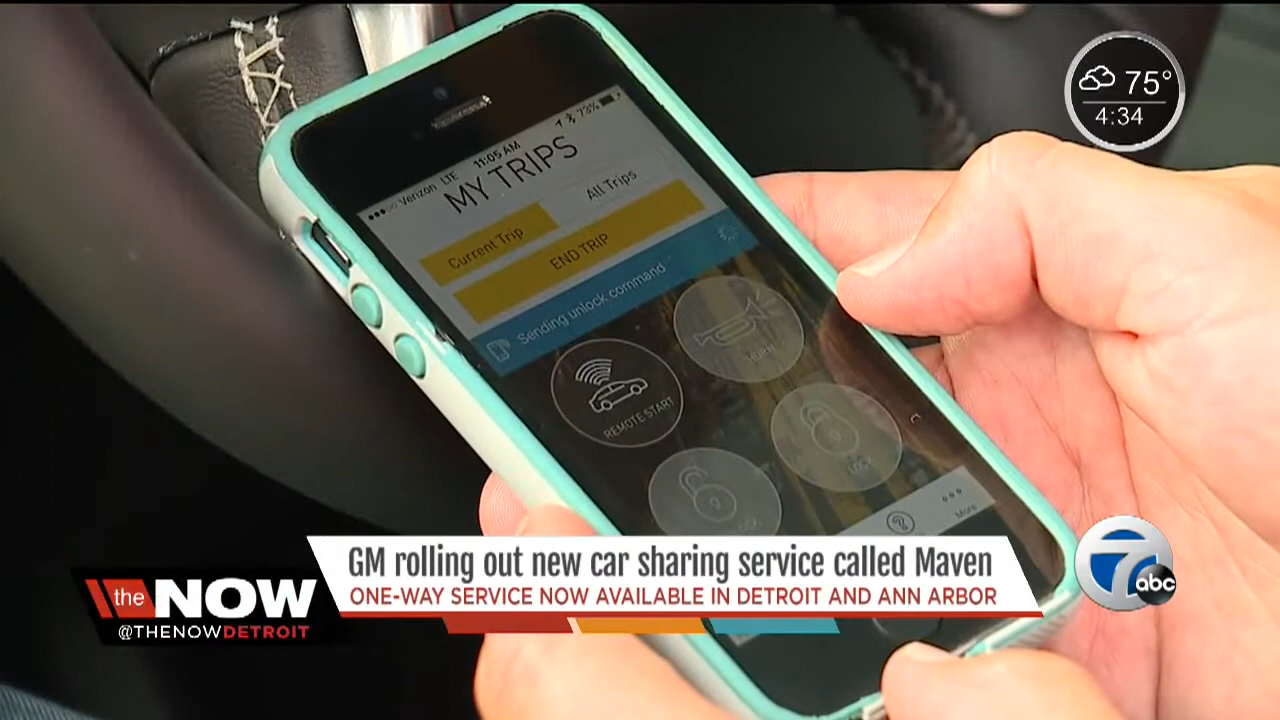 75°
4:34
Verizon LTE 11:05 AM 73%
MY TRIPS
Current Trip All Trips
END TRIP
Sending unlock command
HORN
REMOTE START
LOCK
More
GM rolling out new car sharing service called Maven
ONE-WAY SERVICE NOW AVAILABLE IN DETROIT AND ANN ARBOR
the NOW
@THENOWDETROIT
7 abc